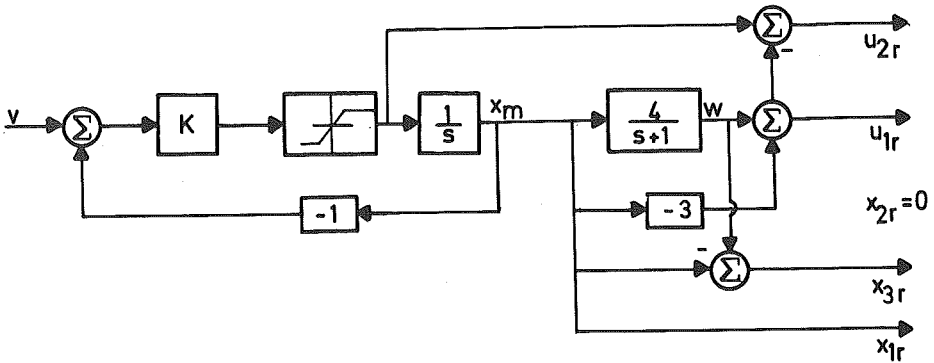 Σ
u₂ᵣ
v
Σ
K
1/s
xₘ
4/(s+1)
w
Σ
u₁ᵣ
-
-1
-3
x₂ᵣ=0
-
Σ
x₃ᵣ
x₁ᵣ